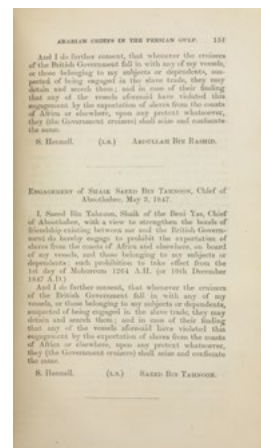 ARABIAN CHIEFS IN THE PERSIAN GULF. 151
And I do further consent, that whenever the cruizers
of the British Government fall in with any of my vessels,
or those belonging to my subjects or dependents, sus-
pected of being engaged in the slave trade, they may
detain and search them; and in case of their finding
that any of the vessels aforesaid have violated this
engagement by the exportation of slaves from the coasts
of Africa or elsewhere, upon any pretext whatsoever,
they (the Government cruizers) shall seize and confiscate
the same.
S. Hennell. (L.S.) ABDULLAH BIN RASHID.
ENGAGEMENT OF SHAIK SAEED BIN TAHNOON, Chief of
Aboothabee, May 3, 1847.
I, Saeed Bin Tahnoon, Shaik of the Beni Yas, Chief
of Aboothabee, with a view to strengthen the bonds of
friendship existing between me and the British Govern-
ment do hereby engage to prohibit the exportation of
slaves from the coasts of Africa and elsewhere, on board
of my vessels, and those belonging to my subjects or
dependents: such prohibition to take effect from the
1st day of Mohurrum 1264 A.H. (or 10th December
1847 A.D.)
And I do further consent, that whenever the cruizers
of the British Government fall in with any of my
vessels, or those belonging to my subjects or dependents,
suspected of being engaged in the slave trade, they may
detain and search them; and in case of their finding
that any of the vessels aforesaid have violated this
engagement by the exportation of slaves from the coasts
of Africa or elsewhere, upon any pretext whatsoever,
they (the Government cruizers) shall seize and confiscate
the same.
S. Hennell. (L.S.) SAEED BIN TAHNOON.